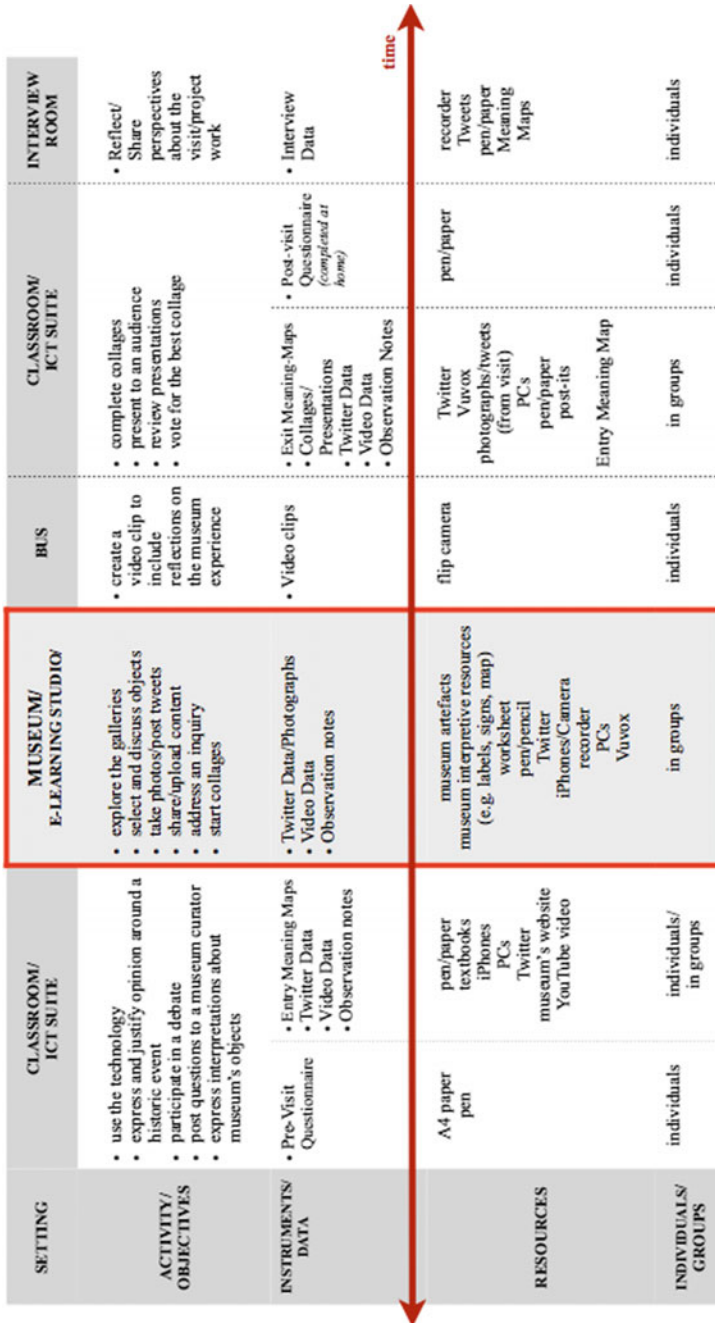 SETTING
CLASSROOM/
ICT SUITE
MUSEUM/
E-LEARNING STUDIO/
BUS
CLASSROOM/
ICT SUITE
INTERVIEW
ROOM
ACTIVITY/
OBJECTIVES
• use the technology
• express and justify opinion around a
historic event
• participate in a debate
• post questions to a museum curator
• express interpretations about
museum's objects
• explore the galleries
• select and discuss objects
• take photos/post tweets
• share/upload content
• address an inquiry
• start collages
• create a
video clip to
include
reflections on
the museum
experience
• complete collages
• present to an audience
• review presentations
• vote for the best collage
• Reflect/
Share
perspectives
about the
visit/project
work
INSTRUMENTS/
DATA
• Pre-Visit
Questionnaire
• Entry Meaning Maps
• Twitter Data
• Video Data
• Observation notes
• Twitter Data/Photographs
• Video Data
• Observation notes
• Video clips
• Exit Meaning-Maps
• Collages/
Presentations
• Twitter Data
• Video Data
• Observation Notes
• Post-visit
Questionnaire
(completed at
home)
• Interview
Data
time
RESOURCES
A4 paper
pen
pen/paper
textbooks
iPhones
PCs
Twitter
museum's website
YouTube video
museum artefacts
museum interpretive resources
(e.g. labels, signs, map)
worksheet
pen/pencil
Twitter
iPhones/Camera
recorder
PCs
Vuvox
flip camera
Twitter
Vuvox
photographs/tweets
(from visit)
PCs
pen/paper
post-its
Entry Meaning Map
pen/paper
recorder
Tweets
pen/paper
Meaning
Maps
INDIVIDUALS/
GROUPS
individuals
individuals/
in groups
in groups
individuals
in groups
individuals
individuals